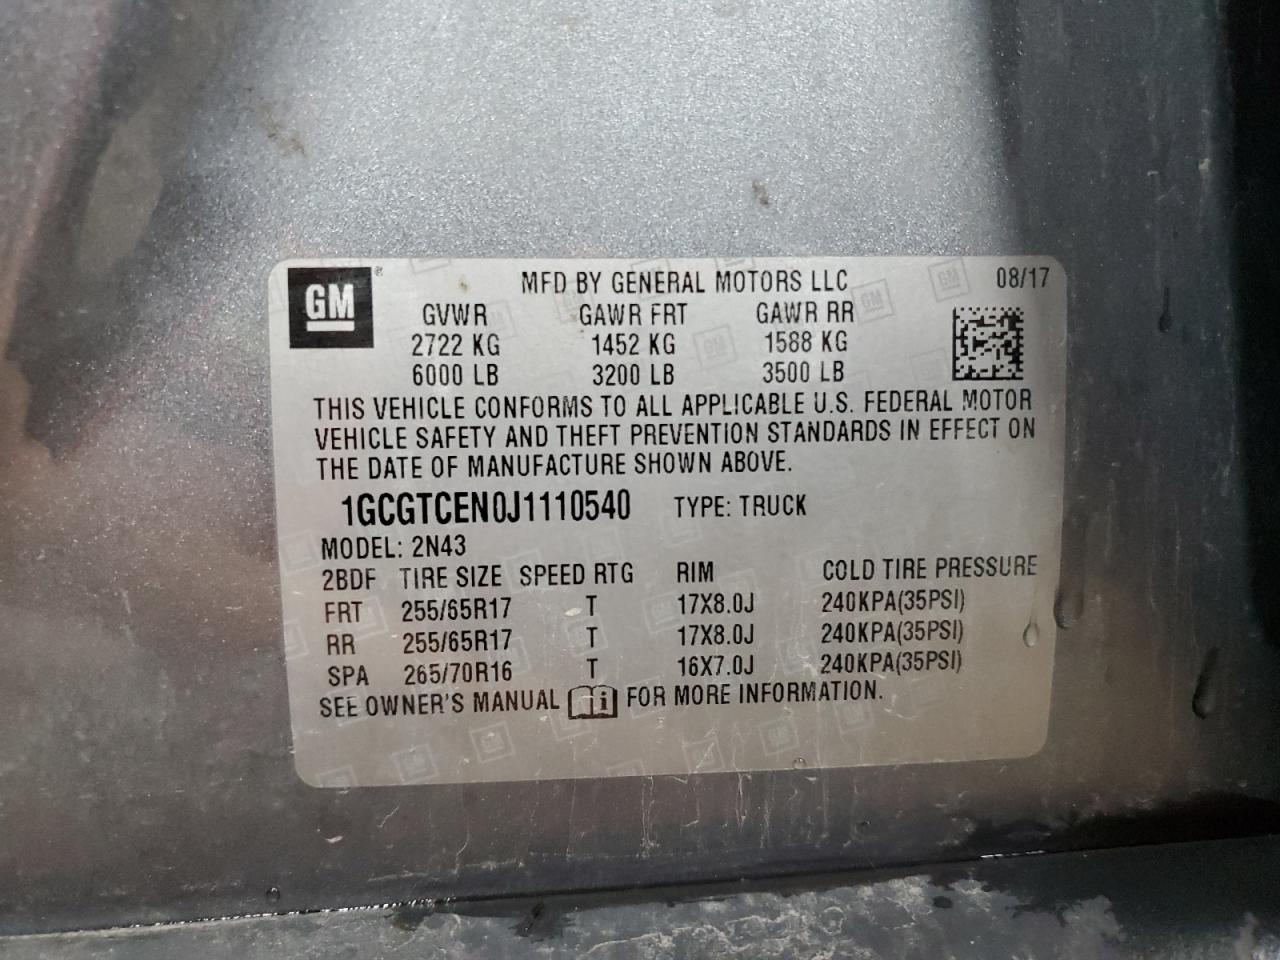 GM
MFD BY GENERAL MOTORS LLC 08/17
GVWR GAWR FRT GAWR RR
2722 KG 1452 KG 1588 KG
6000 LB 3200 LB 3500 LB
THIS VEHICLE CONFORMS TO ALL APPLICABLE U.S. FEDERAL MOTOR
VEHICLE SAFETY AND THEFT PREVENTION STANDARDS IN EFFECT ON
THE DATE OF MANUFACTURE SHOWN ABOVE.
1GCGTCEN0J1110540 TYPE: TRUCK
MODEL: 2N43
2BDF TIRE SIZE SPEED RTG RIM COLD TIRE PRESSURE
FRT 255/65R17 T 17X8.0J 240KPA(35PSI)
RR 255/65R17 T 17X8.0J 240KPA(35PSI)
SPA 265/70R16 T 16X7.0J 240KPA(35PSI)
SEE OWNER'S MANUAL FOR MORE INFORMATION.